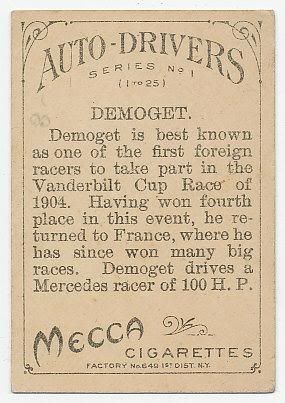 AUTO-DRIVERS
SERIES NO 1
(1 TO 25)
DEMOGET.
Demoget is best known
as one of the first foreign
racers to take part in the
Vanderbilt Cup Race of
1904. Having won fourth
place in this event, he re-
turned to France, where he
has since won many big
races. Demoget drives a
Mercedes racer of 100 H. P.
MECCA
CIGARETTES
FACTORY No. 649 1ST DIST. N.Y.